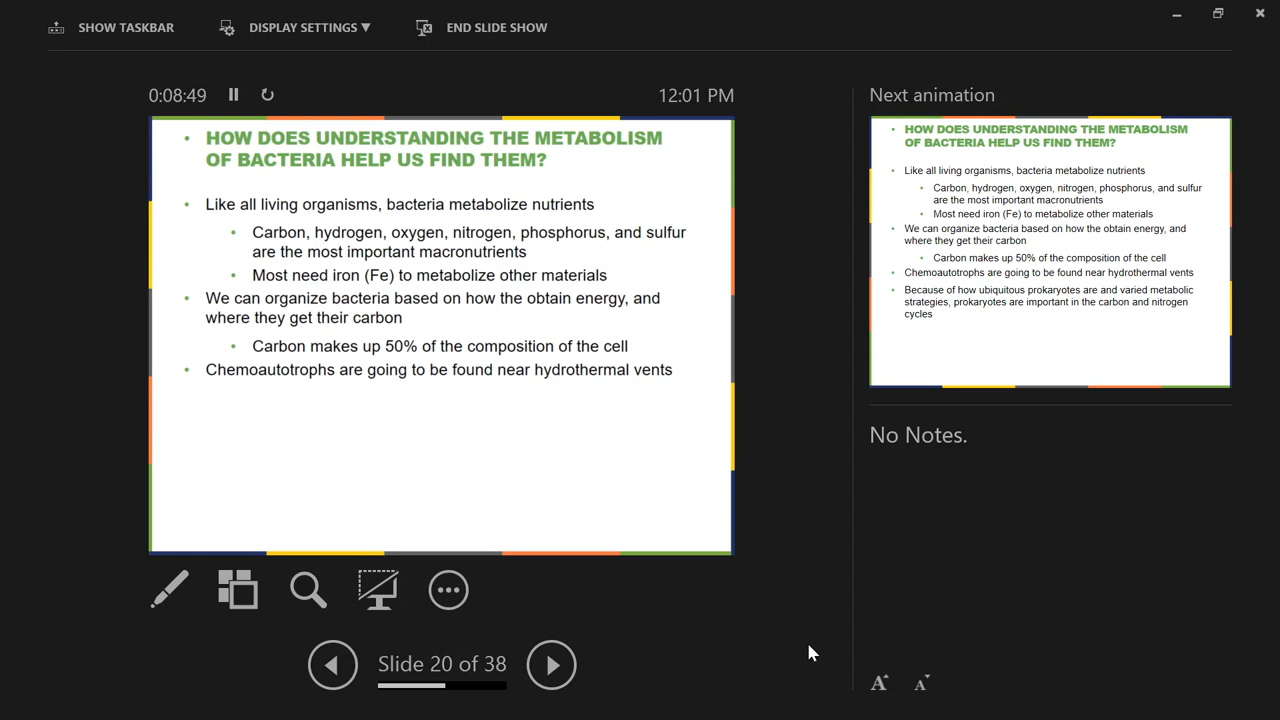 SHOW TASKBAR
DISPLAY SETTINGS ▼
END SLIDE SHOW
0:08:49
12:01 PM
• HOW DOES UNDERSTANDING THE METABOLISM
OF BACTERIA HELP US FIND THEM?
• Like all living organisms, bacteria metabolize nutrients
• Carbon, hydrogen, oxygen, nitrogen, phosphorus, and sulfur
are the most important macronutrients
• Most need iron (Fe) to metabolize other materials
• We can organize bacteria based on how the obtain energy, and
where they get their carbon
• Carbon makes up 50% of the composition of the cell
• Chemoautotrophs are going to be found near hydrothermal vents
Slide 20 of 38
Next animation
• HOW DOES UNDERSTANDING THE METABOLISM
OF BACTERIA HELP US FIND THEM?
• Like all living organisms, bacteria metabolize nutrients
• Carbon, hydrogen, oxygen, nitrogen, phosphorus, and sulfur
are the most important macronutrients
• Most need iron (Fe) to metabolize other materials
• We can organize bacteria based on how the obtain energy, and
where they get their carbon
• Carbon makes up 50% of the composition of the cell
• Chemoautotrophs are going to be found near hydrothermal vents
• Because of how ubiquitous prokaryotes are and varied metabolic
strategies, prokaryotes are important in the carbon and nitrogen
cycles
No Notes.
A A